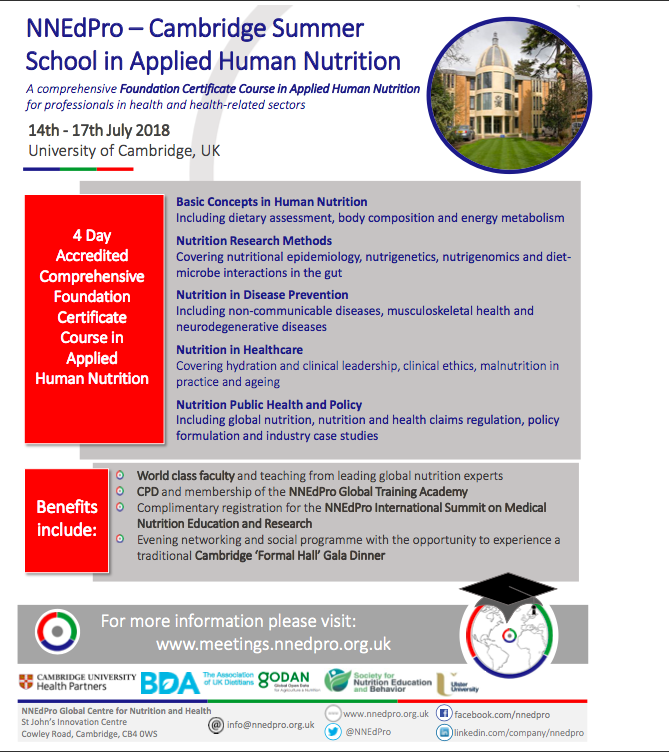 NNEdPro – Cambridge Summer
School in Applied Human Nutrition
A comprehensive Foundation Certificate Course in Applied Human Nutrition
for professionals in health and health-related sectors
14th - 17th July 2018
University of Cambridge, UK
4 Day
Accredited
Comprehensive
Foundation
Certificate
Course in
Applied
Human Nutrition
Basic Concepts in Human Nutrition
Including dietary assessment, body composition and energy metabolism
Nutrition Research Methods
Covering nutritional epidemiology, nutrigenetics, nutrigenomics and diet-
microbe interactions in the gut
Nutrition in Disease Prevention
Including non-communicable diseases, musculoskeletal health and
neurodegenerative diseases
Nutrition in Healthcare
Covering hydration and clinical leadership, clinical ethics, malnutrition in
practice and ageing
Nutrition Public Health and Policy
Including global nutrition, nutrition and health claims regulation, policy
formulation and industry case studies
Benefits
include:
World class faculty and teaching from leading global nutrition experts
CPD and membership of the NNEdPro Global Training Academy
Complimentary registration for the NNEdPro International Summit on Medical
Nutrition Education and Research
Evening networking and social programme with the opportunity to experience a
traditional Cambridge ‘Formal Hall’ Gala Dinner
For more information please visit:
www.meetings.nnedpro.org.uk
CAMBRIDGE UNIVERSITY
Health Partners
BDA
The Association
of UK Dietitians
GODAN
Global Open Data
for Agriculture & Nutrition
Society for
Nutrition Education
and Behavior
Ulster
University
NNEdPro Global Centre for Nutrition and Health
St John’s Innovation Centre
Cowley Road, Cambridge, CB4 0WS
@ info@nnedpro.org.uk
www.nnedpro.org.uk
@NNEdPro
facebook.com/nnedpro
linkedin.com/company/nnedpro